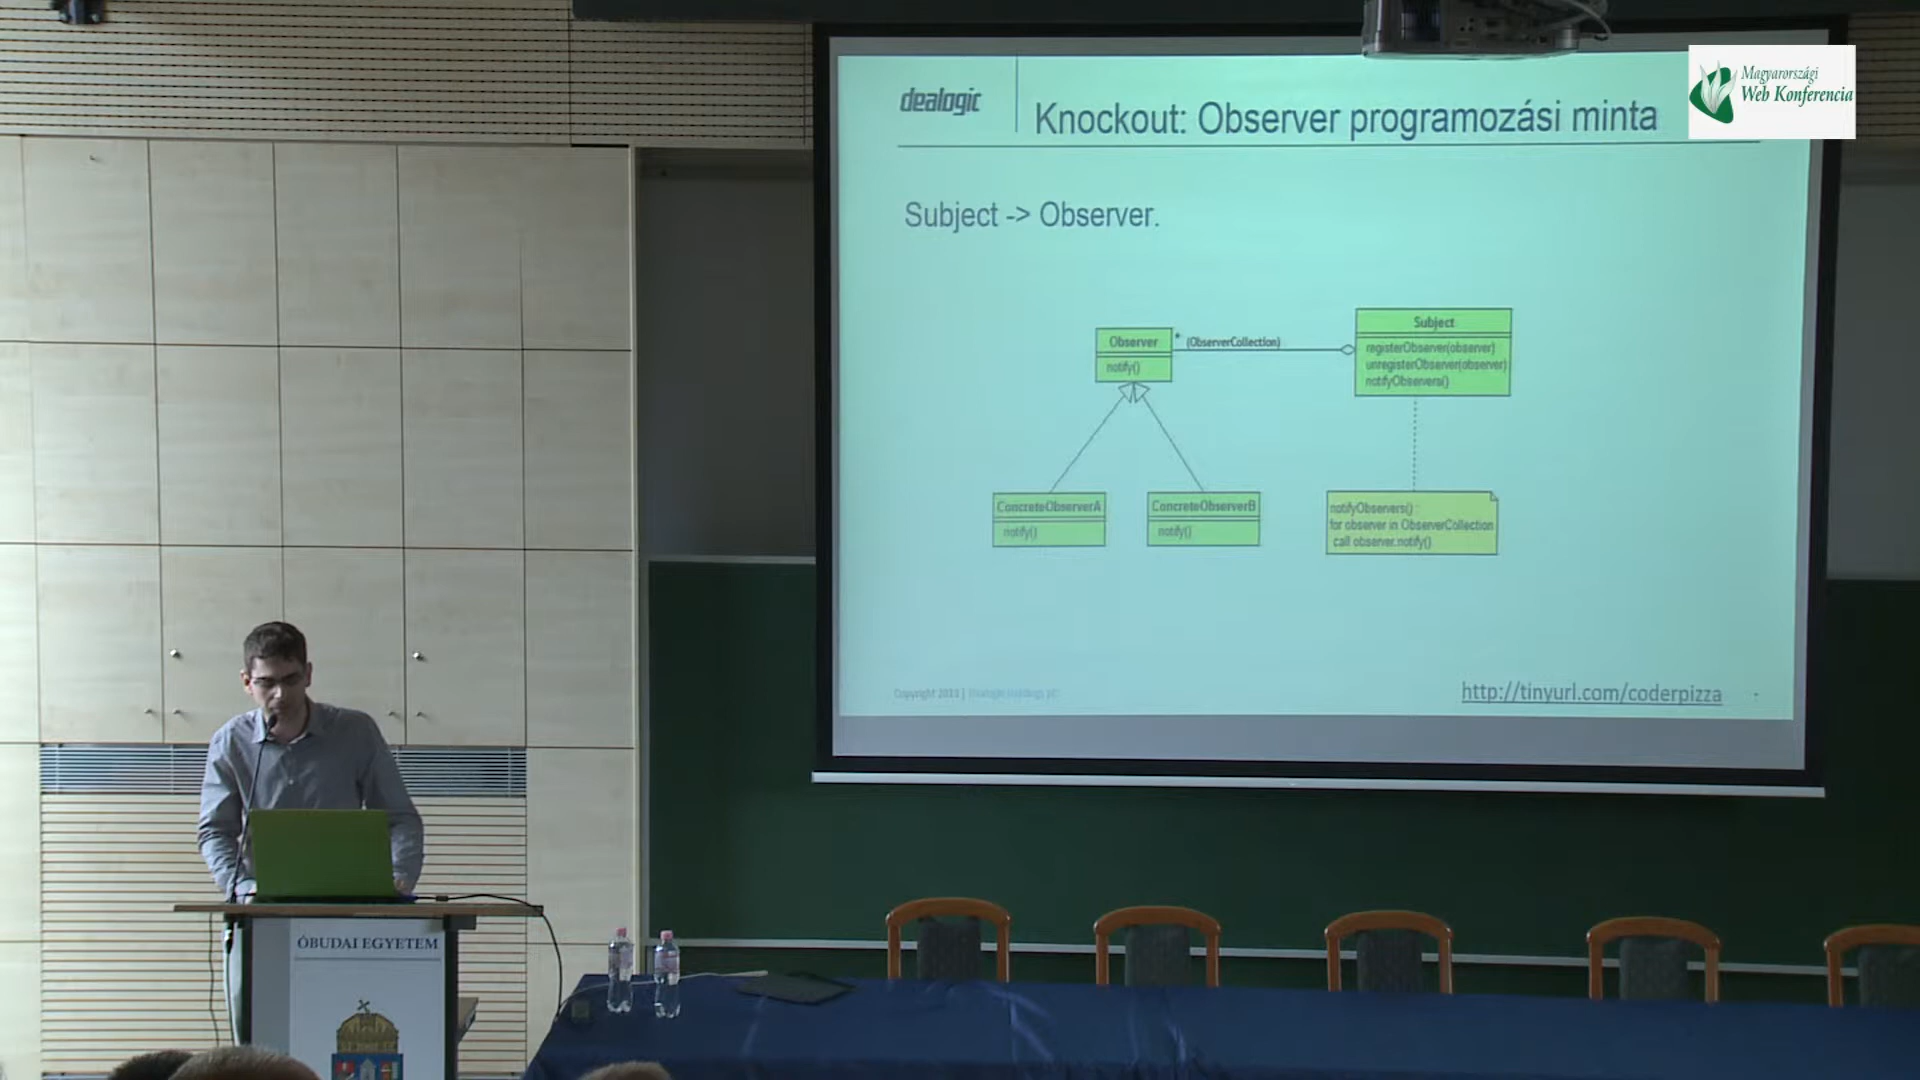 dealogic
Knockout: Observer programozási minta
Magyarországi
Web Konferencia
Subject -> Observer.
Observer
notify()
* (ObserverCollection)
Subject
registerObserver(observer)
unregisterObserver(observer)
notifyObservers()
ConcreteObserverA
notify()
ConcreteObserverB
notify()
notifyObservers() :
for observer in ObserverCollection
call observer.notify()
Copyright
http://tinyurl.com/coderpizza
ÓBUDAI EGYETEM